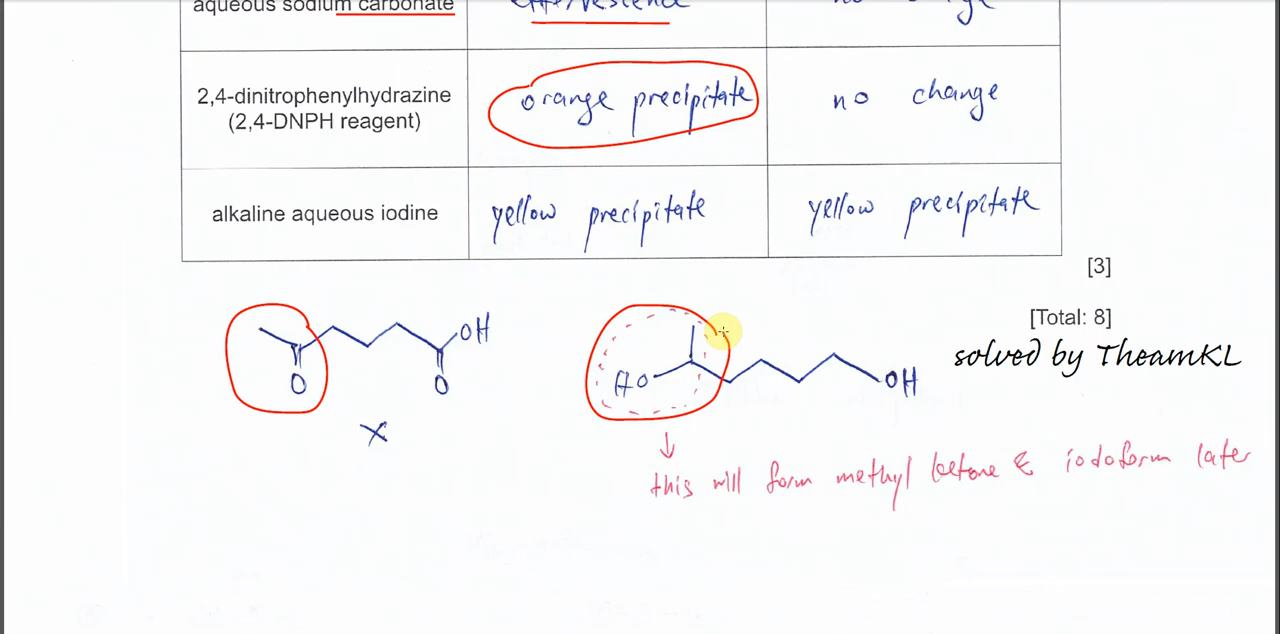 aqueous sodium carbonate effervescence no change
2,4-dinitrophenylhydrazine
(2,4-DNPH reagent)
orange precipitate
no change
alkaline aqueous iodine
yellow precipitate
yellow precipitate
[3]
[Total: 8]
solved by TheamKL
OH
O
O
X
HO
OH
this will form methyl ketone & iodoform later